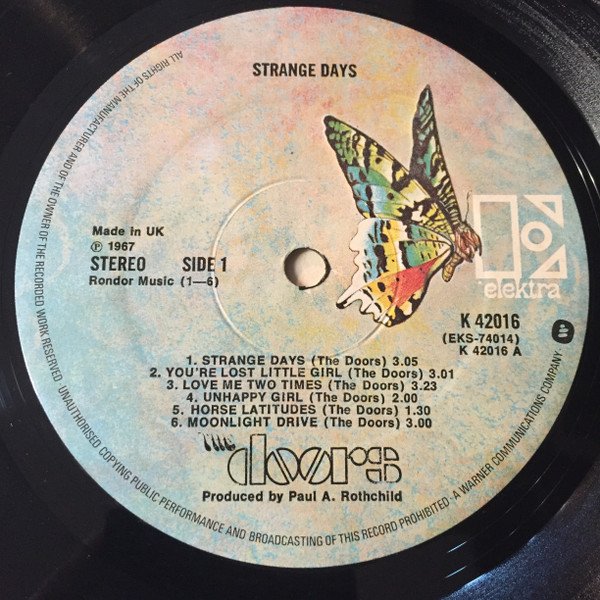 STRANGE DAYS
Made in UK
℗ 1967
STEREO SIDE 1
Rondor Music (1—6)
elektra
K 42016
(EKS-74014)
K 42016 A
1. STRANGE DAYS (The Doors) 3.05
2. YOU'RE LOST LITTLE GIRL (The Doors) 3.01
3. LOVE ME TWO TIMES (The Doors) 3.23
4. UNHAPPY GIRL (The Doors) 2.00
5. HORSE LATITUDES (The Doors) 1.30
6. MOONLIGHT DRIVE (The Doors) 3.00
THE doors
Produced by Paul A. Rothchild
ALL RIGHTS OF THE MANUFACTURER AND OF THE OWNER OF THE RECORDED WORK RESERVED · UNAUTHORISED COPYING PUBLIC PERFORMANCE AND BROADCASTING OF THIS RECORD PROHIBITED · A WARNER COMMUNICATIONS COMPANY